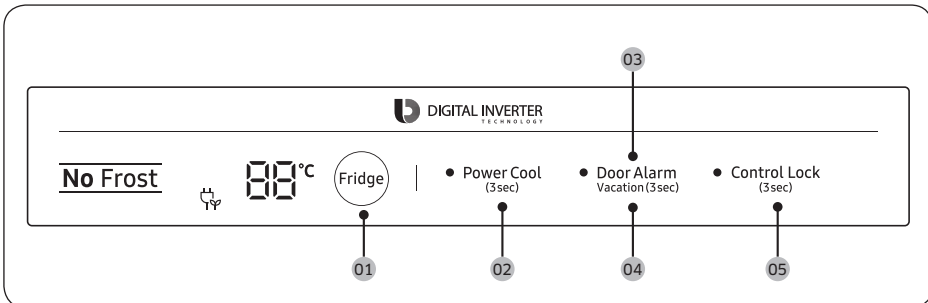 03
DIGITAL INVERTER
TECHNOLOGY
No Frost
88°C
Fridge
Power Cool
(3sec)
Door Alarm
Vacation(3sec)
Control Lock
(3sec)
01
02
04
05